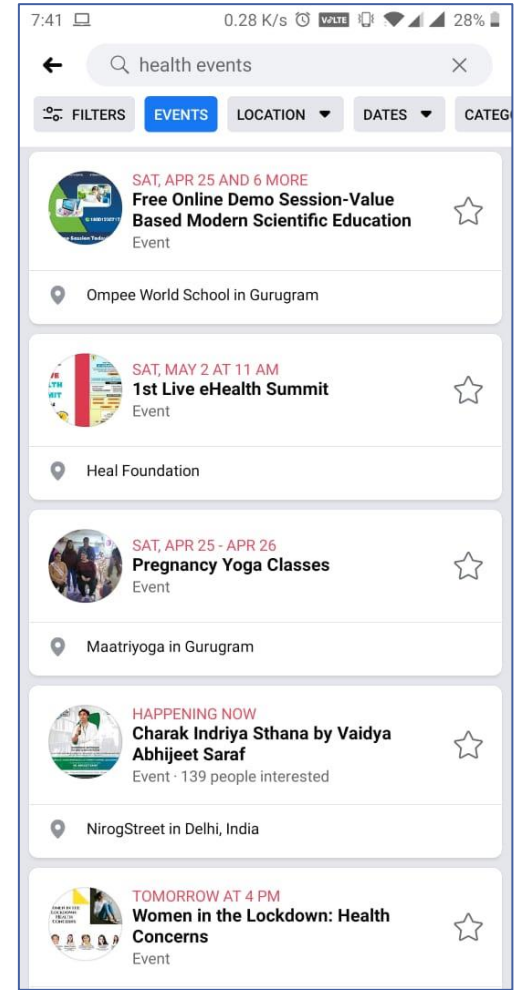 7:41 0.28 K/s VoLTE 28%
health events
FILTERS EVENTS LOCATION DATES CATEG
SAT, APR 25 AND 6 MORE
Free Online Demo Session-Value
Based Modern Scientific Education
Event
Ompee World School in Gurugram
SAT, MAY 2 AT 11 AM
1st Live eHealth Summit
Event
Heal Foundation
SAT, APR 25 - APR 26
Pregnancy Yoga Classes
Event
Maatriyoga in Gurugram
HAPPENING NOW
Charak Indriya Sthana by Vaidya
Abhijeet Saraf
Event · 139 people interested
NirogStreet in Delhi, India
TOMORROW AT 4 PM
Women in the Lockdown: Health
Concerns
Event